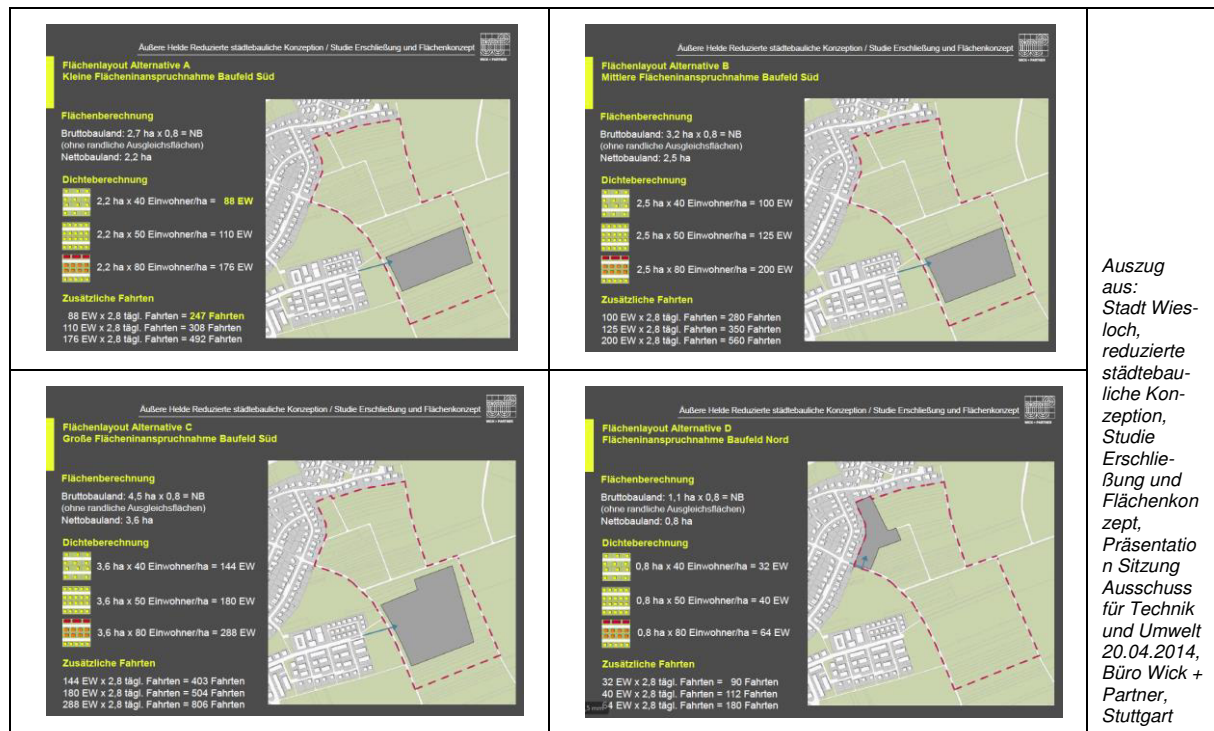 Äußere Helde Reduzierte städtebauliche Konzeption / Studie Erschließung und Flächenkonzept
WICK + PARTNER
Flächenlayout Alternative A
Kleine Flächeninanspruchnahme Baufeld Süd
Flächenberechnung
Bruttobauland: 2,7 ha x 0,8 = NB
(ohne randliche Ausgleichsflächen)
Nettobauland: 2,2 ha
Dichteberechnung
2,2 ha x 40 Einwohner/ha = 88 EW
2,2 ha x 50 Einwohner/ha = 110 EW
2,2 ha x 80 Einwohner/ha = 176 EW
Zusätzliche Fahrten
88 EW x 2,8 tägl. Fahrten = 247 Fahrten
110 EW x 2,8 tägl. Fahrten = 308 Fahrten
176 EW x 2,8 tägl. Fahrten = 492 Fahrten
Äußere Helde Reduzierte städtebauliche Konzeption / Studie Erschließung und Flächenkonzept
WICK + PARTNER
Flächenlayout Alternative B
Mittlere Flächeninanspruchnahme Baufeld Süd
Flächenberechnung
Bruttobauland: 3,2 ha x 0,8 = NB
(ohne randliche Ausgleichsflächen)
Nettobauland: 2,5 ha
Dichteberechnung
2,5 ha x 40 Einwohner/ha = 100 EW
2,5 ha x 50 Einwohner/ha = 125 EW
2,5 ha x 80 Einwohner/ha = 200 EW
Zusätzliche Fahrten
100 EW x 2,8 tägl. Fahrten = 280 Fahrten
125 EW x 2,8 tägl. Fahrten = 350 Fahrten
200 EW x 2,8 tägl. Fahrten = 560 Fahrten
Äußere Helde Reduzierte städtebauliche Konzeption / Studie Erschließung und Flächenkonzept
WICK + PARTNER
Flächenlayout Alternative C
Große Flächeninanspruchnahme Baufeld Süd
Flächenberechnung
Bruttobauland: 4,5 ha x 0,8 = NB
(ohne randliche Ausgleichsflächen)
Nettobauland: 3,6 ha
Dichteberechnung
3,6 ha x 40 Einwohner/ha = 144 EW
3,6 ha x 50 Einwohner/ha = 180 EW
3,6 ha x 80 Einwohner/ha = 288 EW
Zusätzliche Fahrten
144 EW x 2,8 tägl. Fahrten = 403 Fahrten
180 EW x 2,8 tägl. Fahrten = 504 Fahrten
288 EW x 2,8 tägl. Fahrten = 806 Fahrten
Äußere Helde Reduzierte städtebauliche Konzeption / Studie Erschließung und Flächenkonzept
WICK + PARTNER
Flächenlayout Alternative D
Flächeninanspruchnahme Baufeld Nord
Flächenberechnung
Bruttobauland: 1,1 ha x 0,8 = NB
(ohne randliche Ausgleichsflächen)
Nettobauland: 0,8 ha
Dichteberechnung
0,8 ha x 40 Einwohner/ha = 32 EW
0,8 ha x 50 Einwohner/ha = 40 EW
0,8 ha x 80 Einwohner/ha = 64 EW
Zusätzliche Fahrten
32 EW x 2,8 tägl. Fahrten = 90 Fahrten
40 EW x 2,8 tägl. Fahrten = 112 Fahrten
64 EW x 2,8 tägl. Fahrten = 180 Fahrten
Auszug
aus:
Stadt Wies-
loch,
reduzierte
städtebau-
liche Kon-
zeption,
Studie
Erschlie-
ßung und
Flächenkon
zept,
Präsentatio
n Sitzung
Ausschuss
für Technik
und Umwelt
20.04.2014,
Büro Wick +
Partner,
Stuttgart